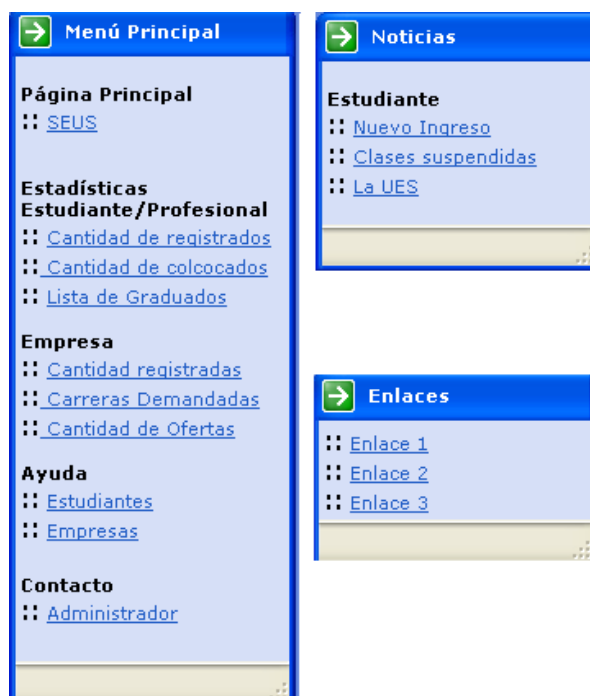 Menú Principal
Página Principal
SEUS
Estadísticas
Estudiante/Profesional
Cantidad de registrados
Cantidad de colcocados
Lista de Graduados
Empresa
Cantidad registradas
Carreras Demandadas
Cantidad de Ofertas
Ayuda
Estudiantes
Empresas
Contacto
Administrador
Noticias
Estudiante
Nuevo Ingreso
Clases suspendidas
La UES
Enlaces
Enlace 1
Enlace 2
Enlace 3